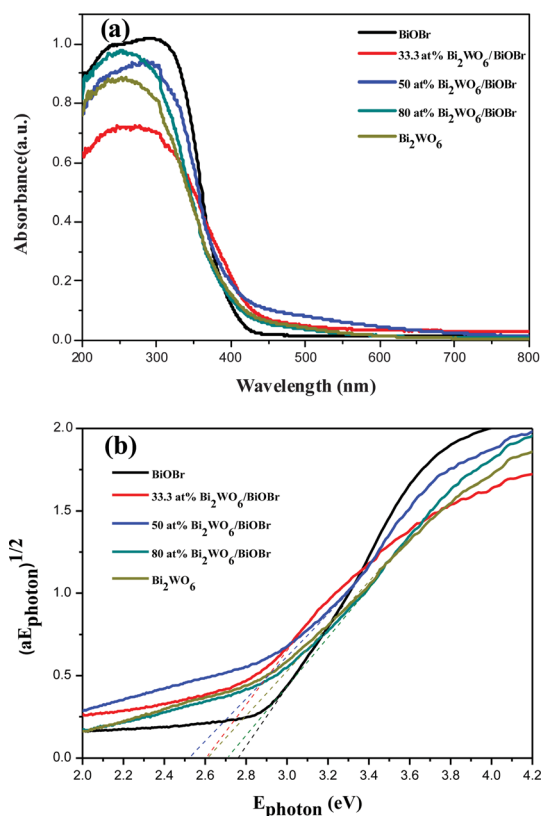 (a)
BiOBr
33.3 at% Bi₂WO₆/BiOBr
50 at% Bi₂WO₆/BiOBr
80 at% Bi₂WO₆/BiOBr
Bi₂WO₆
Absorbance(a.u.)
1.0
0.8
0.6
0.4
0.2
0.0
200 300 400 500 600 700 800
Wavelength (nm)
(b)
BiOBr
33.3 at% Bi₂WO₆/BiOBr
50 at% Bi₂WO₆/BiOBr
80 at% Bi₂WO₆/BiOBr
Bi₂WO₆
(aEphoton)1/2
2.0
1.5
1.0
0.5
0.0
2.0 2.2 2.4 2.6 2.8 3.0 3.2 3.4 3.6 3.8 4.0 4.2
Ephoton (eV)